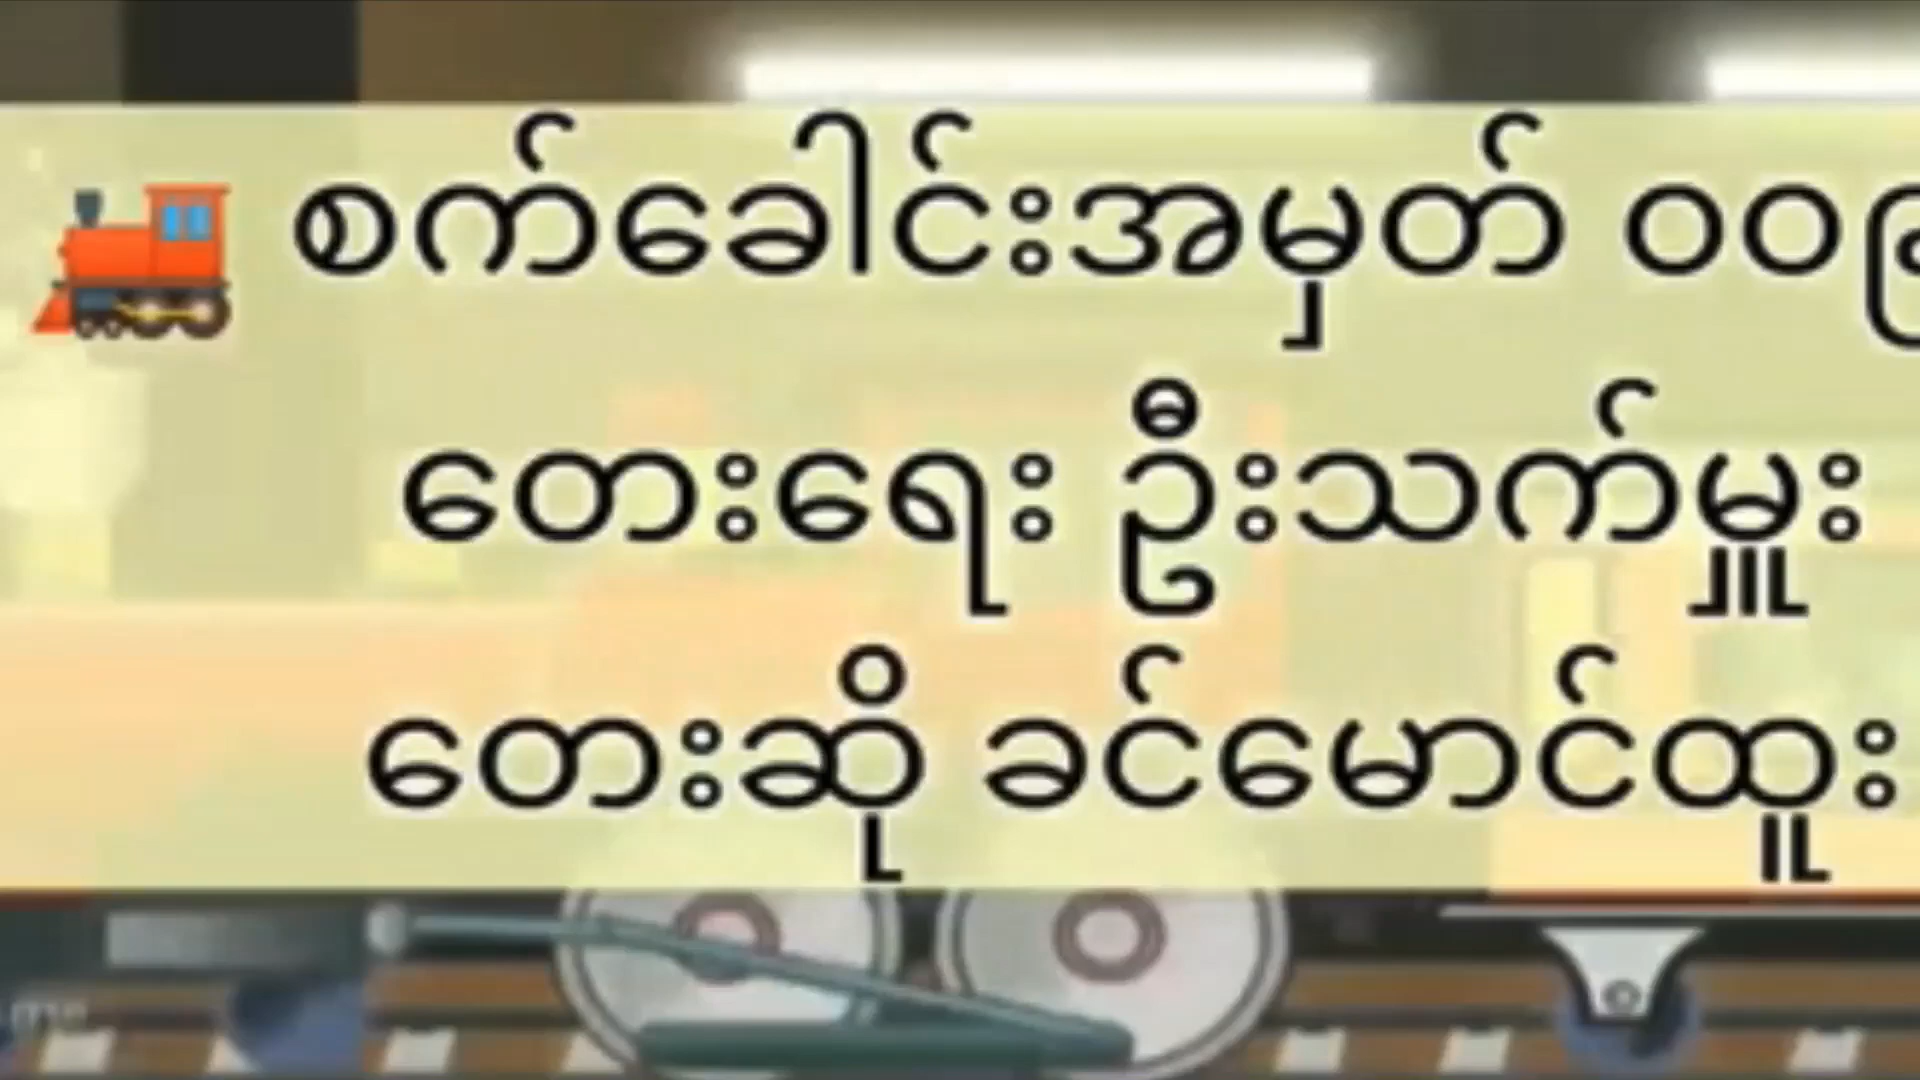 စက်ခေါင်းအမှတ် ၀၀
တေးရေး ဦးသက်မှူး
တေးဆို ခင်မောင်ထူး